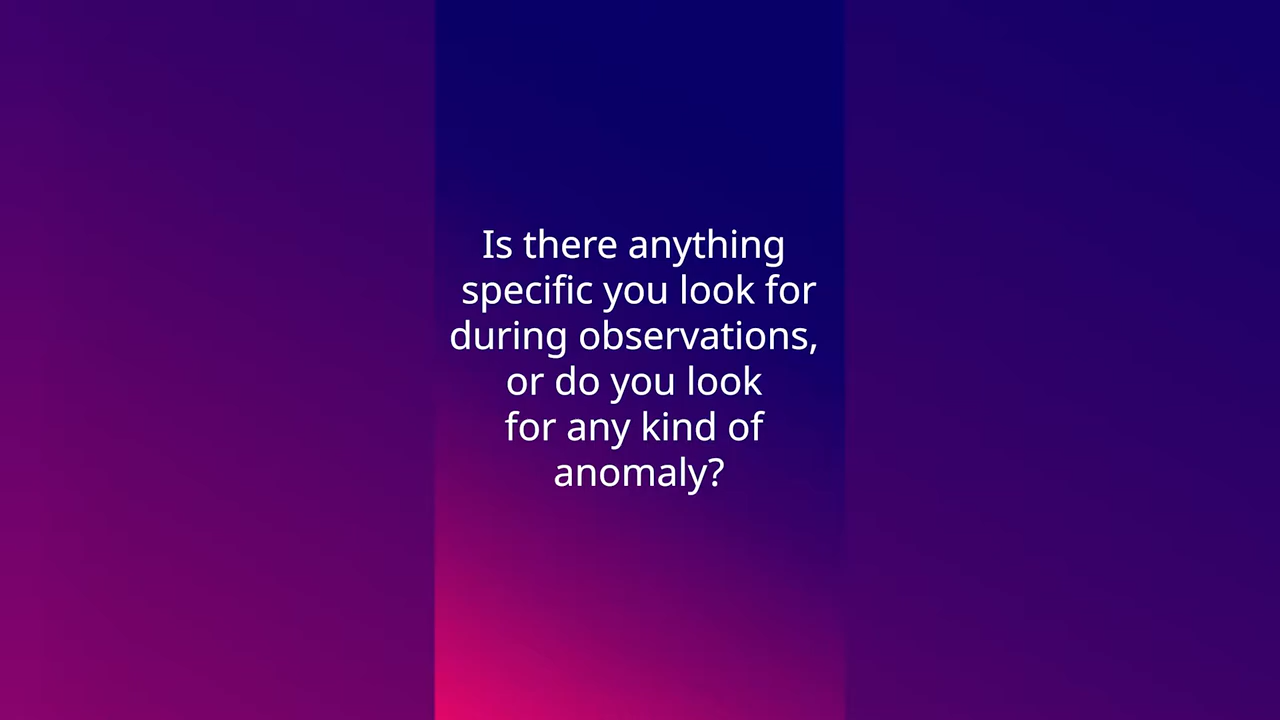 Is there anything
specific you look for
during observations,
or do you look
for any kind of
anomaly?